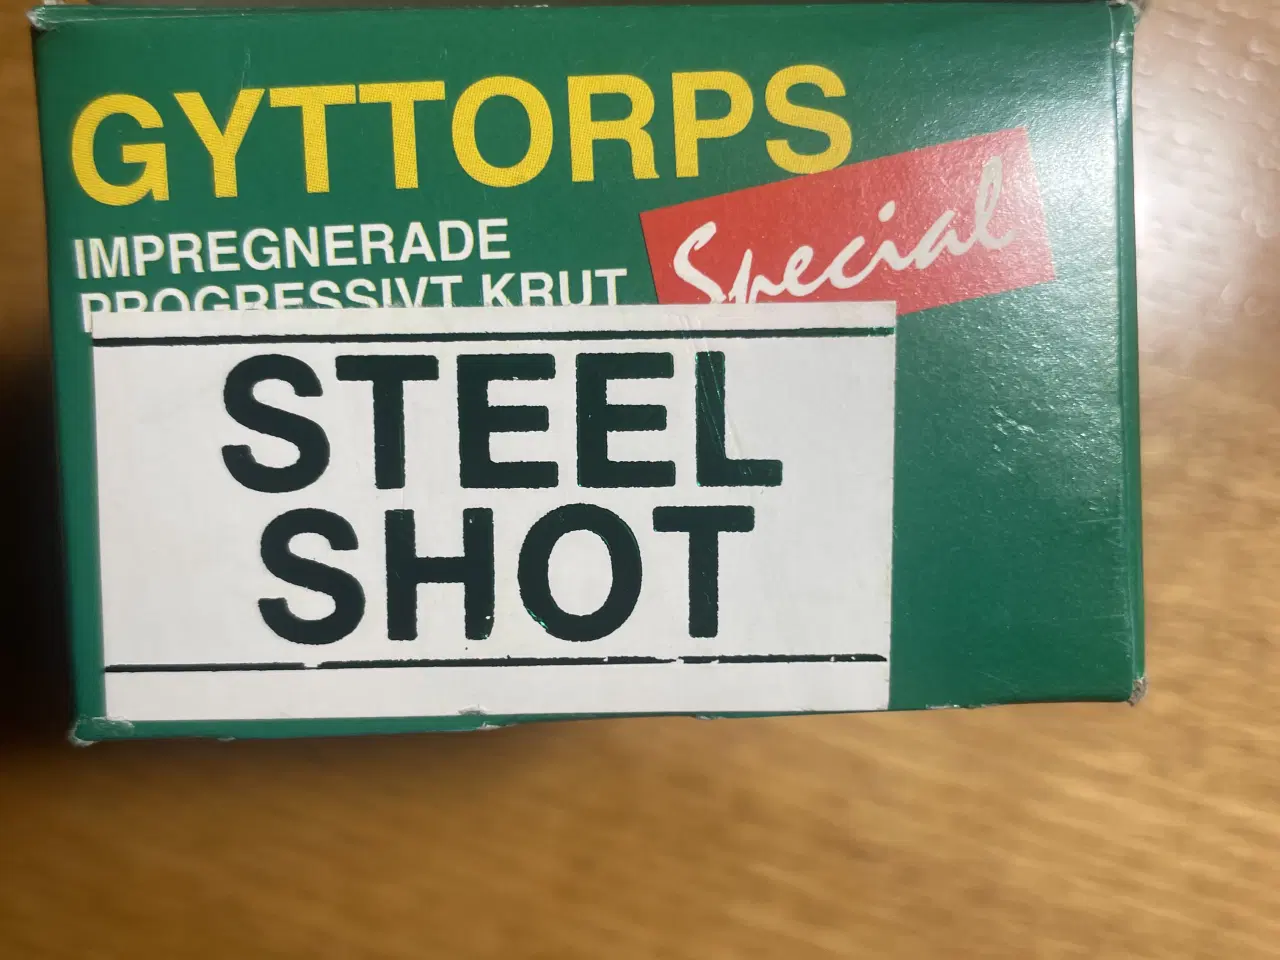 GYTTORPS
Special
IMPREGNERADE
PROGRESSIVT KRUT
STEEL
SHOT